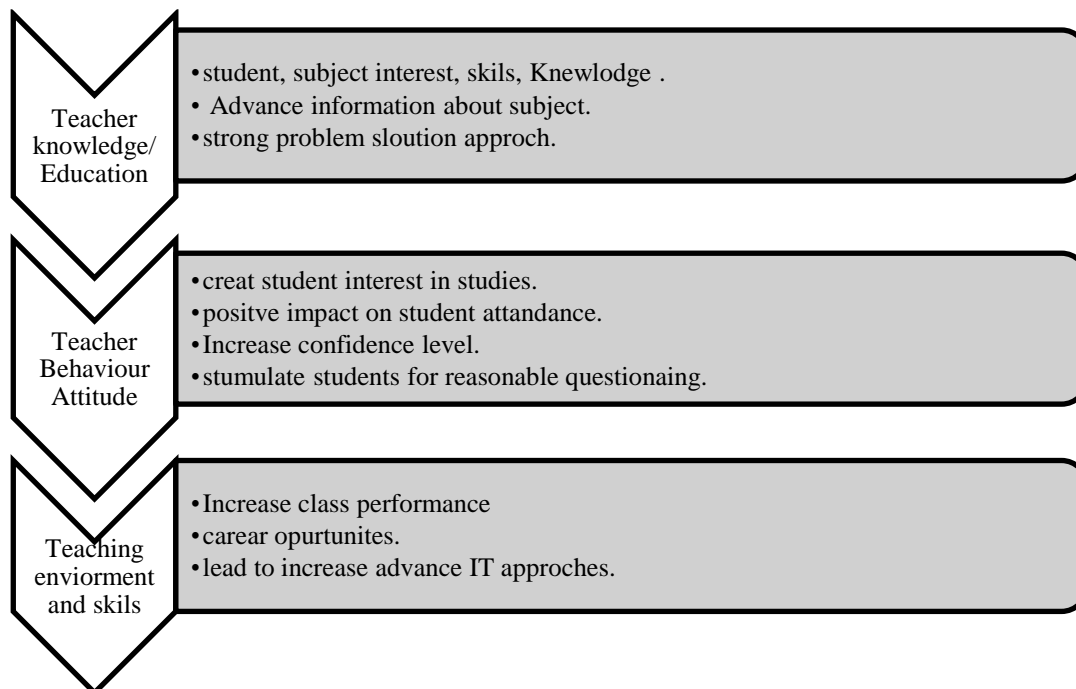 Teacher
knowledge/
Education
•student, subject interest, skils, Knewlodge .
• Advance information about subject.
•strong problem sloution approch.
Teacher
Behaviour
Attitude
•creat student interest in studies.
•positve impact on student attandance.
•Increase confidence level.
•stumulate students for reasonable questionaing.
Teaching
enviorment
and skils
•Increase class performance
•carear opurtunites.
•lead to increase advance IT approches.